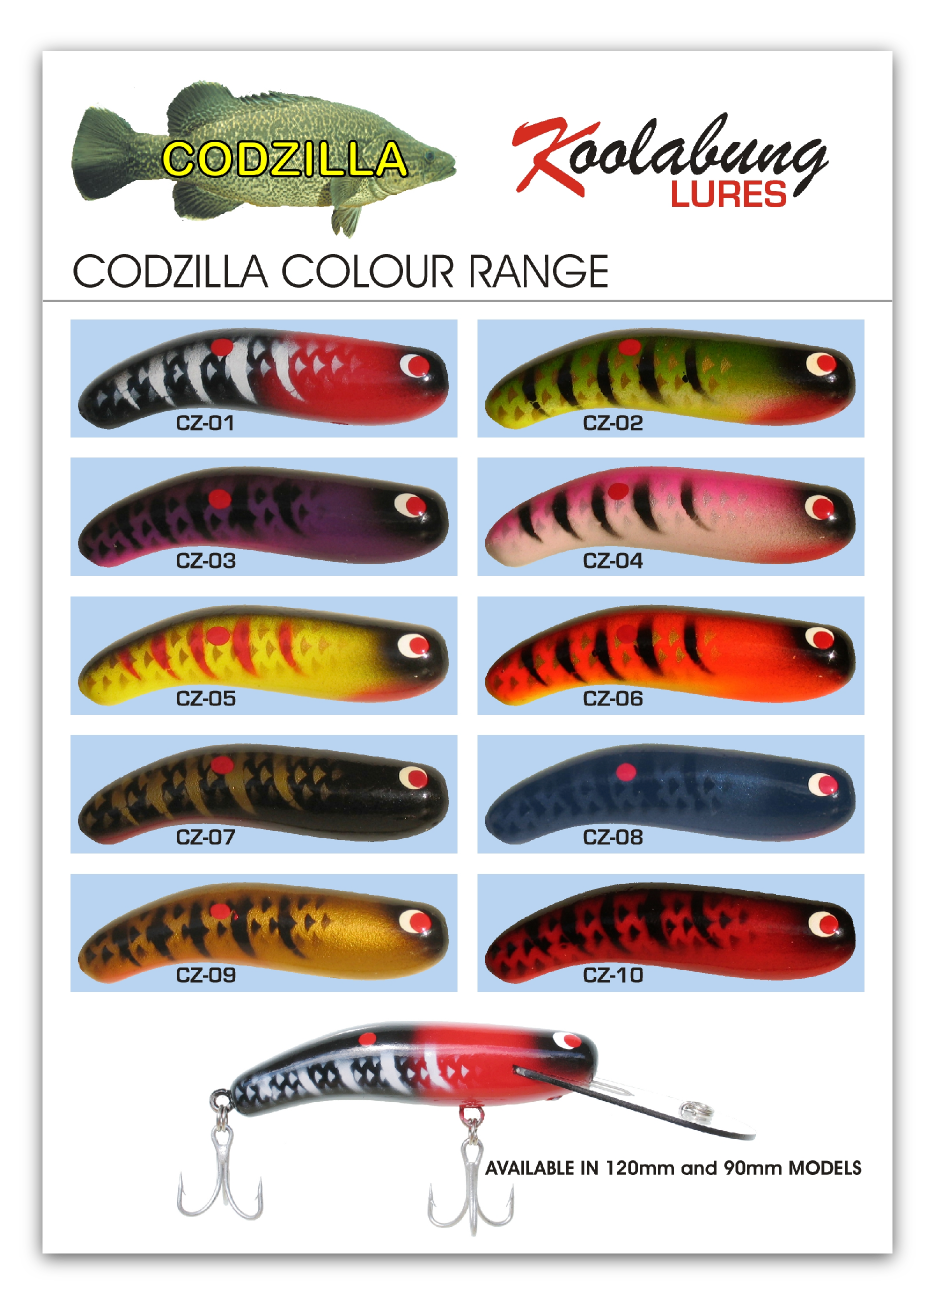 CODZILLA
Koolabung
LURES
CODZILLA COLOUR RANGE
CZ-01
CZ-02
CZ-03
CZ-04
CZ-05
CZ-06
CZ-07
CZ-08
CZ-09
CZ-10
AVAILABLE IN 120mm and 90mm MODELS